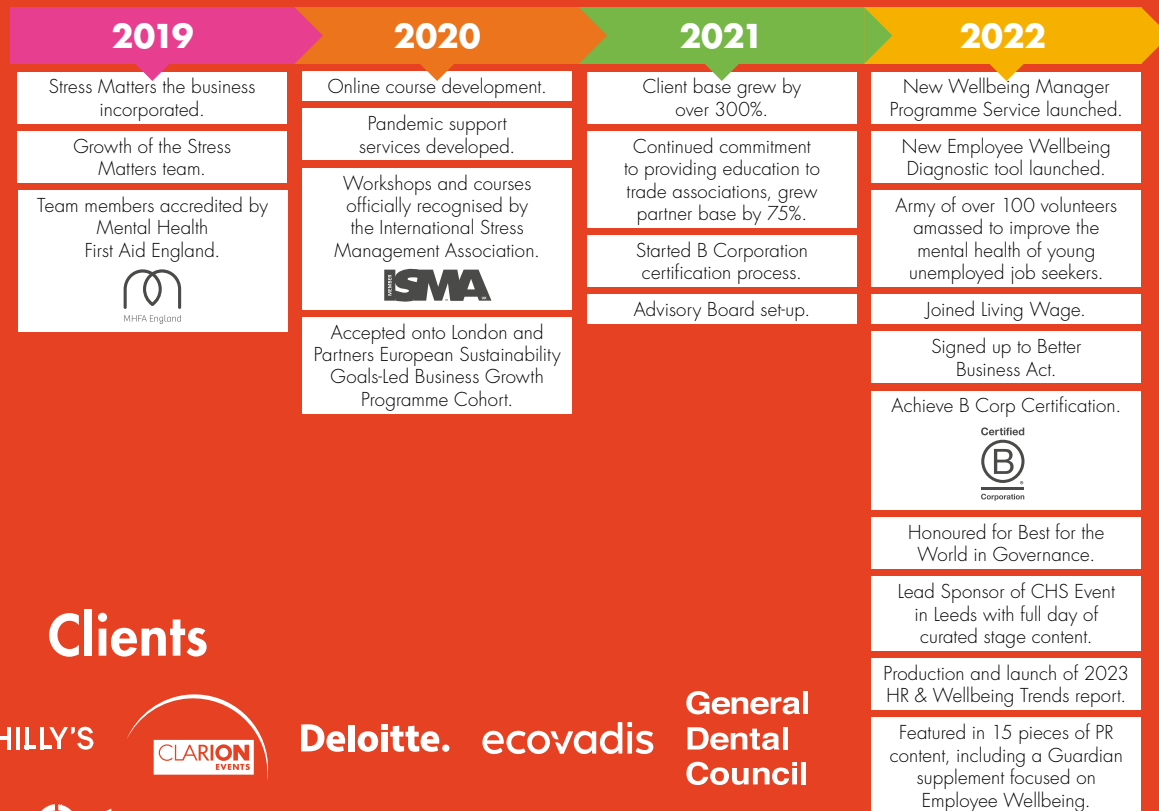 2019
Stress Matters the business
incorporated.
Growth of the Stress
Matters team.
Team members accredited by
Mental Health
First Aid England.
MHFA England
2020
Online course development.
Pandemic support
services developed.
Workshops and courses
officially recognised by
the International Stress
Management Association.
MEMBER
ISMA
Accepted onto London and
Partners European Sustainability
Goals-Led Business Growth
Programme Cohort.
2021
Client base grew by
over 300%.
Continued commitment
to providing education to
trade associations, grew
partner base by 75%.
Started B Corporation
certification process.
Advisory Board set-up.
2022
New Wellbeing Manager
Programme Service launched.
New Employee Wellbeing
Diagnostic tool launched.
Army of over 100 volunteers
amassed to improve the
mental health of young
unemployed job seekers.
Joined Living Wage.
Signed up to Better
Business Act.
Achieve B Corp Certification.
Certified
B
Corporation
Honoured for Best for the
World in Governance.
Lead Sponsor of CHS Event
in Leeds with full day of
curated stage content.
Production and launch of 2023
HR & Wellbeing Trends report.
Featured in 15 pieces of PR
content, including a Guardian
supplement focused on
Employee Wellbeing.
Clients
HILLY'S
CLARION
EVENTS
Deloitte.
ecovadis
General
Dental
Council